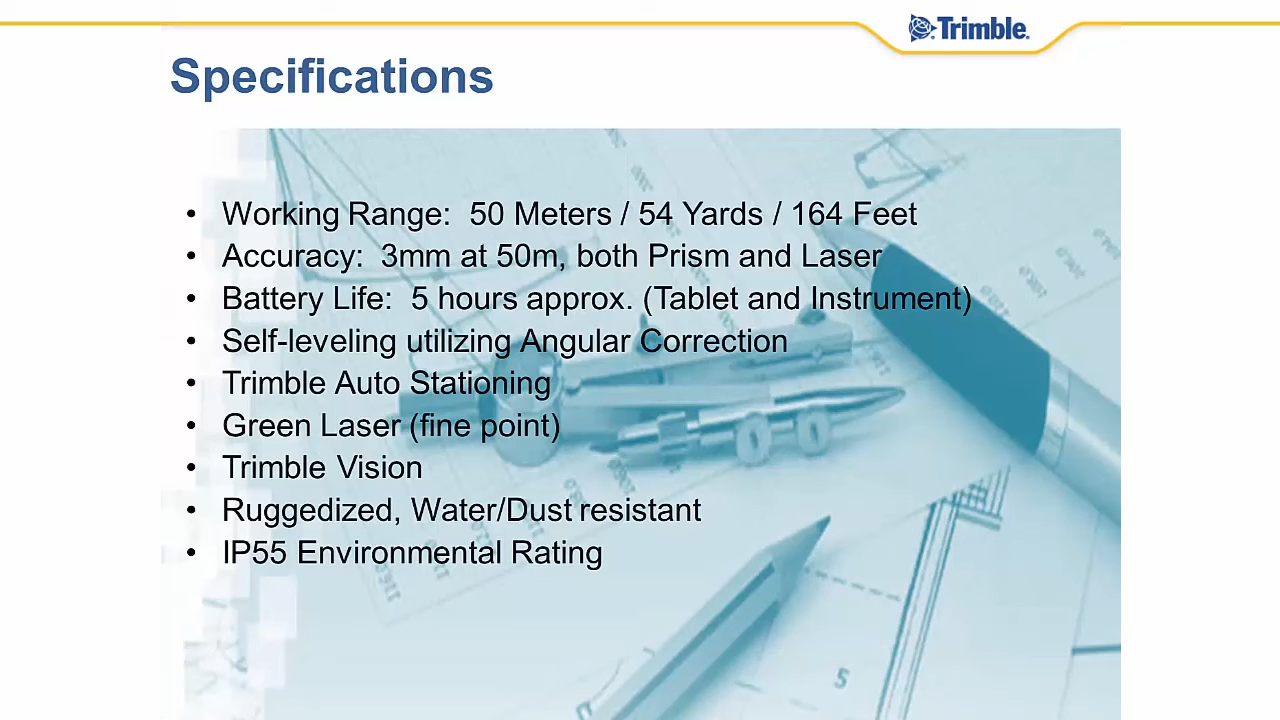 Trimble.
Specifications
• Working Range: 50 Meters / 54 Yards / 164 Feet
• Accuracy: 3mm at 50m, both Prism and Laser
• Battery Life: 5 hours approx. (Tablet and Instrument)
• Self-leveling utilizing Angular Correction
• Trimble Auto Stationing
• Green Laser (fine point)
• Trimble Vision
• Ruggedized, Water/Dust resistant
• IP55 Environmental Rating
5